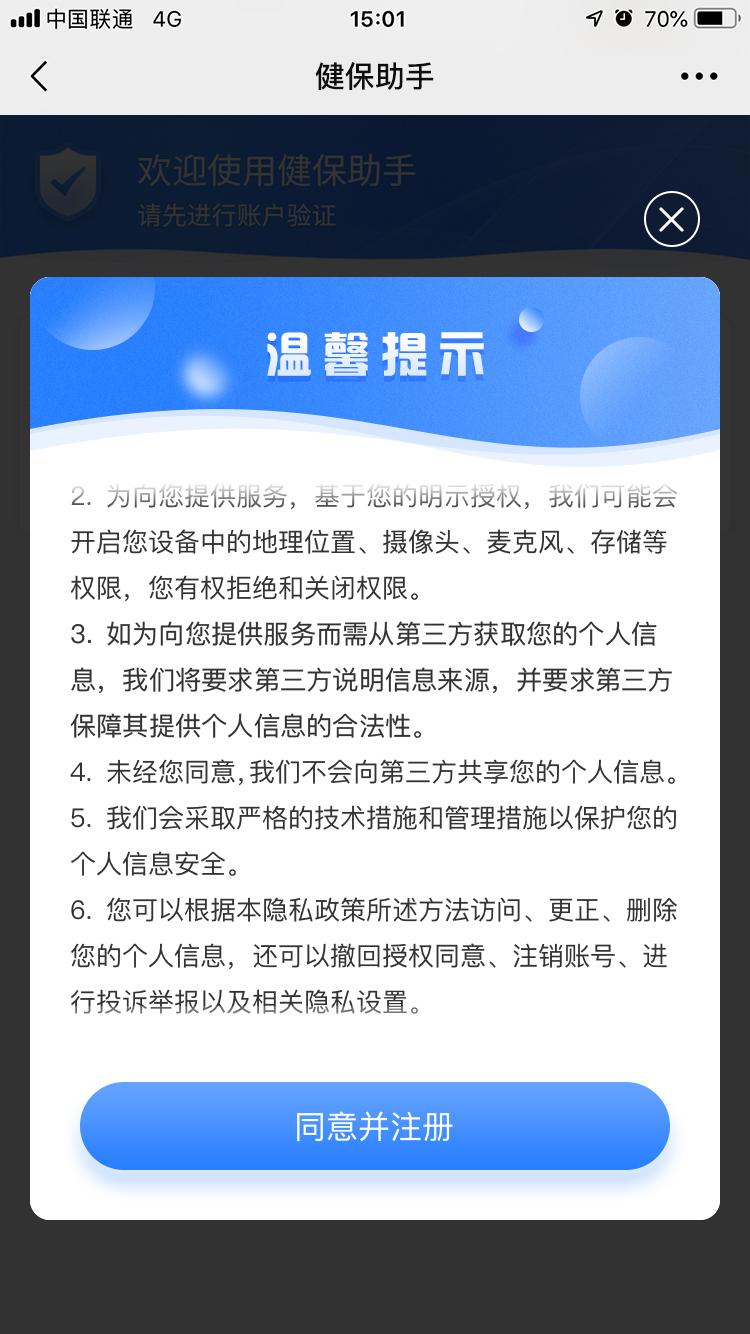 中国联通 4G 15:01 70%
健保助手
欢迎使用健保助手
请先进行账户验证
温馨提示
2. 为向您提供服务，基于您的明示授权，我们可能会
开启您设备中的地理位置、摄像头、麦克风、存储等
权限，您有权拒绝和关闭权限。
3. 如为向您提供服务而需从第三方获取您的个人信
息，我们将要求第三方说明信息来源，并要求第三方
保障其提供个人信息的合法性。
4. 未经您同意,我们不会向第三方共享您的个人信息。
5. 我们会采取严格的技术措施和管理措施以保护您的
个人信息安全。
6. 您可以根据本隐私政策所述方法访问、更正、删除
您的个人信息，还可以撤回授权同意、注销账号、进
行投诉举报以及相关隐私设置。
同意并注册